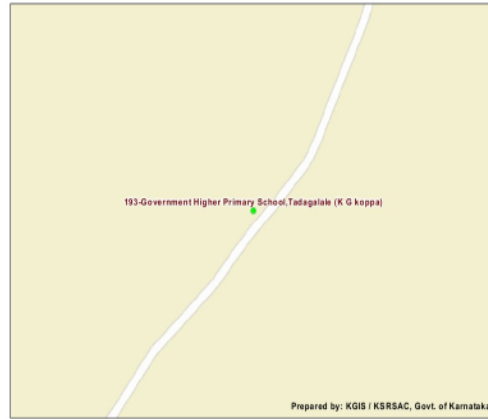 193-Government Higher Primary School,Tadagalale (K G koppa)
Prepared by: KGIS / KSRSAC, Govt. of Karnataka